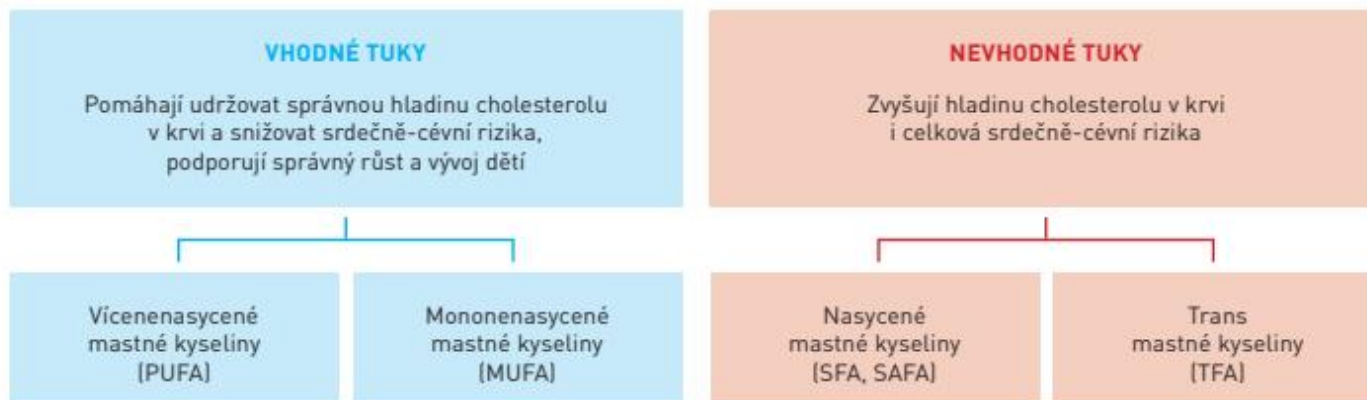 VHODNÉ TUKY
Pomáhají udržovat správnou hladinu cholesterolu
v krvi a snižovat srdečně-cévní rizika,
podporují správný růst a vývoj dětí
NEVHODNÉ TUKY
Zvyšují hladinu cholesterolu v krvi
i celková srdečně-cévní rizika
Vícenenasycené
mastné kyseliny
(PUFA)
Mononenasycené
mastné kyseliny
(MUFA)
Nasycené
mastné kyseliny
(SFA, SAFA)
Trans
mastné kyseliny
(TFA)